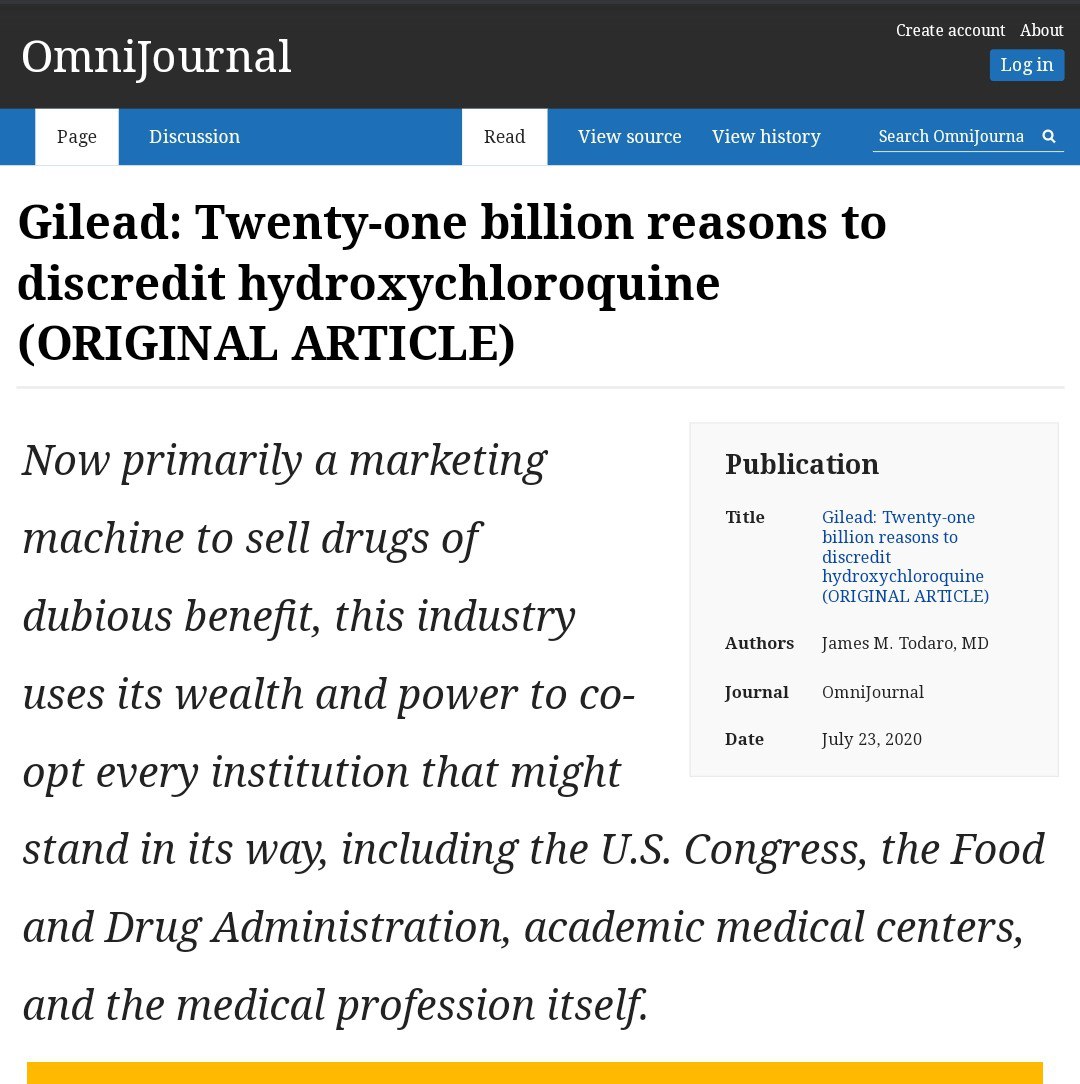 OmniJournal
Create account About
Log in
Page Discussion Read View source View history Search OmniJourna
Gilead: Twenty-one billion reasons to
discredit hydroxychloroquine
(ORIGINAL ARTICLE)
Now primarily a marketing
machine to sell drugs of
dubious benefit, this industry
uses its wealth and power to co-
opt every institution that might
stand in its way, including the U.S. Congress, the Food
and Drug Administration, academic medical centers,
and the medical profession itself.
Publication
Title Gilead: Twenty-one
billion reasons to
discredit
hydroxychloroquine
(ORIGINAL ARTICLE)
Authors James M. Todaro, MD
Journal OmniJournal
Date July 23, 2020